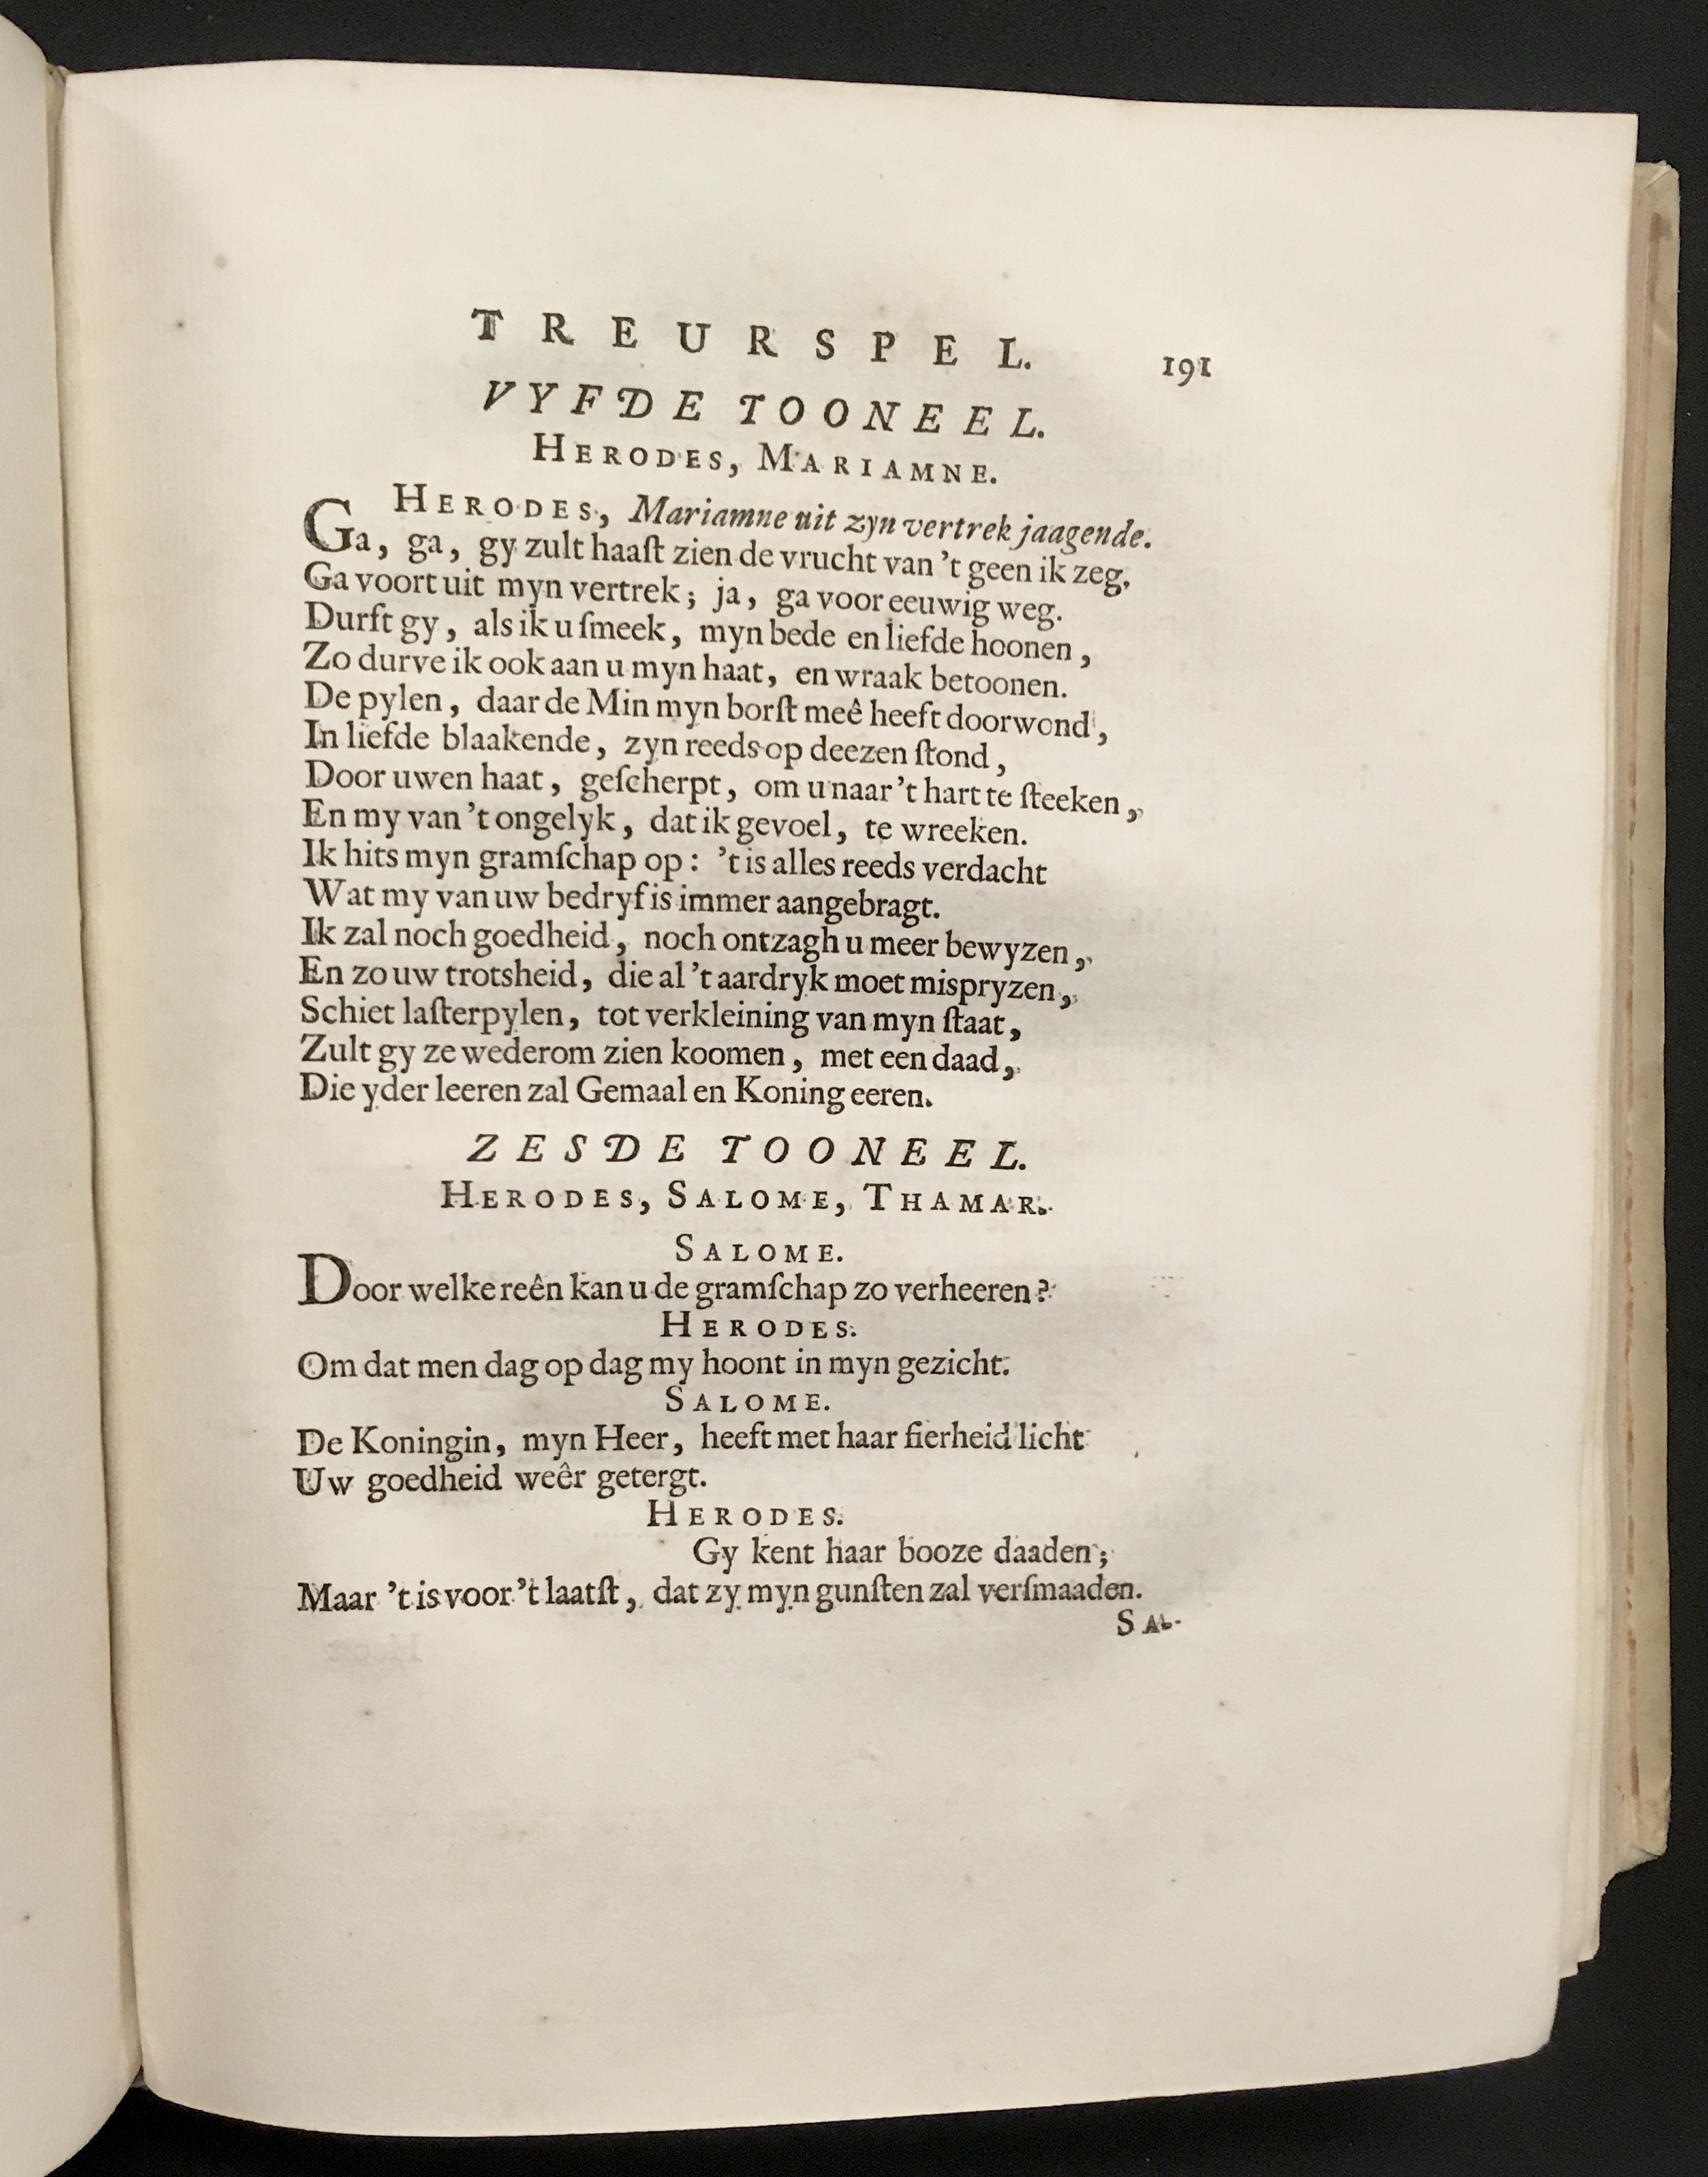 TREURSPEL. 191
VYFDE TOONEEL.
HERODES, MARIAMNE.
HERODES, Mariamne uit zyn vertrek jaagende.
Ga, ga, gy zult haaſt zien de vrucht van 't geen ik zeg.
Ga voort uit myn vertrek; ja, ga voor eeuwig weg.
Durft gy, als ik u ſmeek, myn bede en liefde hoonen,
Zo durve ik ook aan u myn haat, en wraak betoonen.
De pylen, daar de Min myn borſt meê heeft doorwond,
In liefde blaakende, zyn reeds op deezen ſtond,
Door uwen haat, geſcherpt, om u naar 't hart te ſteeken,
En my van 't ongelyk, dat ik gevoel, te wreeken.
Ik hits myn gramſchap op: 't is alles reeds verdacht
Wat my van uw bedryf is immer aangebragt.
Ik zal noch goedheid, noch ontzagh u meer bewyzen,
En zo uw trotsheid, die al 't aardryk moet mispryzen,
Schiet laſterpylen, tot verkleining van myn ſtaat,
Zult gy ze wederom zien koomen, met een daad,
Die yder leeren zal Gemaal en Koning eeren.
ZESDE TOONEEL.
HERODES, SALOME, THAMAR.
SALOME.
Door welke reên kan u de gramſchap zo verheeren?
HERODES.
Om dat men dag op dag my hoont in myn gezicht.
SALOME.
De Koningin, myn Heer, heeft met haar fierheid licht
Uw goedheid weêr getergt.
HERODES.
Gy kent haar booze daaden;
Maar 't is voor 't laatſt, dat zy myn gunſten zal verſmaaden.
SAL-